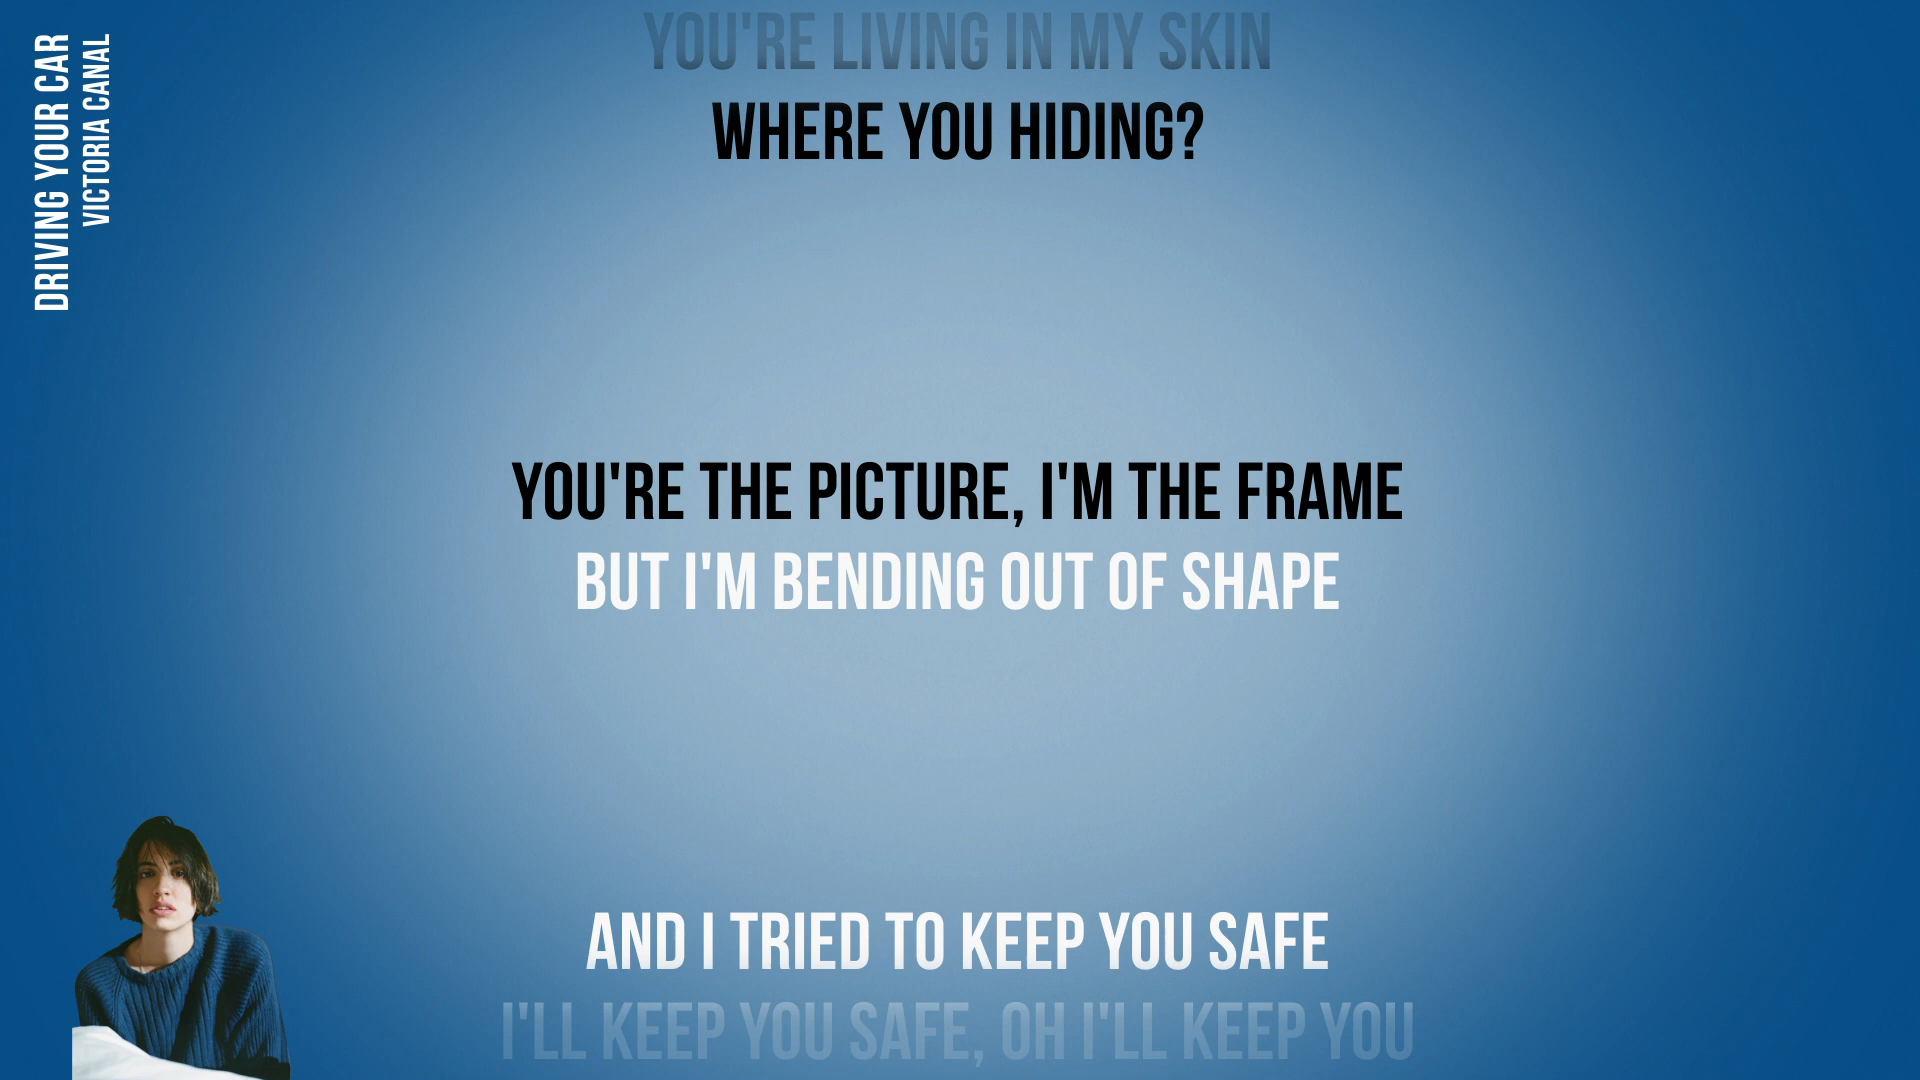 DRIVING YOUR CAR
VICTORIA CANAL
YOU'RE LIVING IN MY SKIN
WHERE YOU HIDING?
YOU'RE THE PICTURE, I'M THE FRAME
BUT I'M BENDING OUT OF SHAPE
AND I TRIED TO KEEP YOU SAFE
I'LL KEEP YOU SAFE, OH I'LL KEEP YOU